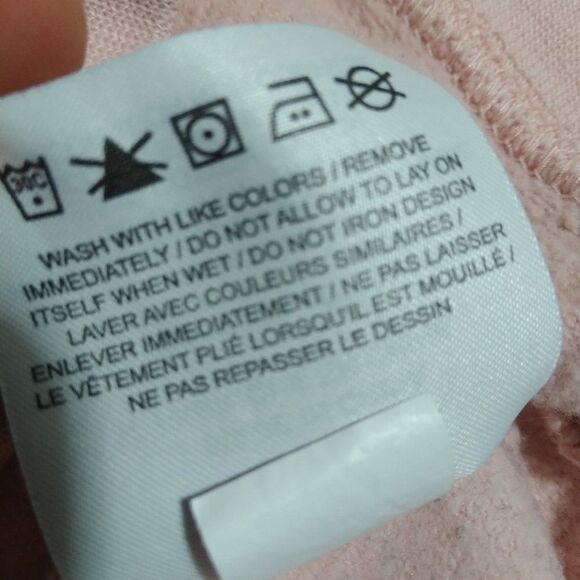 30C
WASH WITH LIKE COLORS / REMOVE
IMMEDIATELY / DO NOT ALLOW TO LAY ON
ITSELF WHEN WET / DO NOT IRON DESIGN
LAVER AVEC COULEURS SIMILAIRES /
ENLEVER IMMEDIATEMENT / NE PAS LAISSER
LE VÊTEMENT PLIÉ LORSQU'IL EST MOUILLÉ /
NE PAS REPASSER LE DESSIN